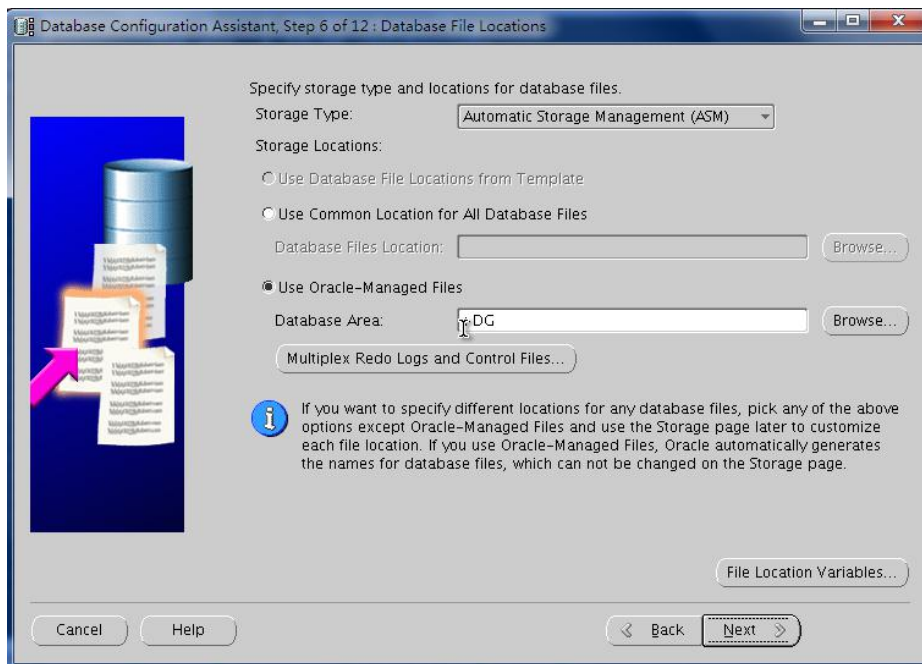 Database Configuration Assistant, Step 6 of 12 : Database File Locations
Specify storage type and locations for database files.
Storage Type: Automatic Storage Management (ASM)
Storage Locations:
Use Database File Locations from Template
Use Common Location for All Database Files
Database Files Location: Browse...
Use Oracle-Managed Files
Database Area: DG Browse...
Multiplex Redo Logs and Control Files...
If you want to specify different locations for any database files, pick any of the above
options except Oracle-Managed Files and use the Storage page later to customize
each file location. If you use Oracle-Managed Files, Oracle automatically generates
the names for database files, which can not be changed on the Storage page.
File Location Variables...
Cancel Help Back Next